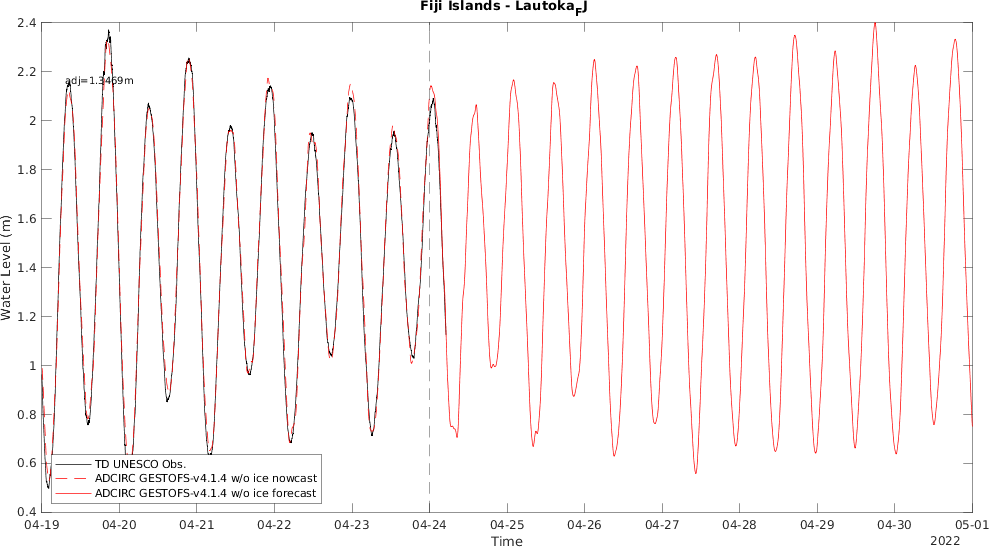 Fiji Islands - Lautoka_FJ
2.4
adj=1.3469m
2.2
2
1.8
1.6
1.4
1.2
1
0.8
0.6
0.4
Water Level (m)
TD UNESCO Obs.
ADCIRC GESTOFS-v4.1.4 w/o ice nowcast
ADCIRC GESTOFS-v4.1.4 w/o ice forecast
04-19 04-20 04-21 04-22 04-23 04-24 04-25 04-26 04-27 04-28 04-29 04-30 05-01
Time
2022